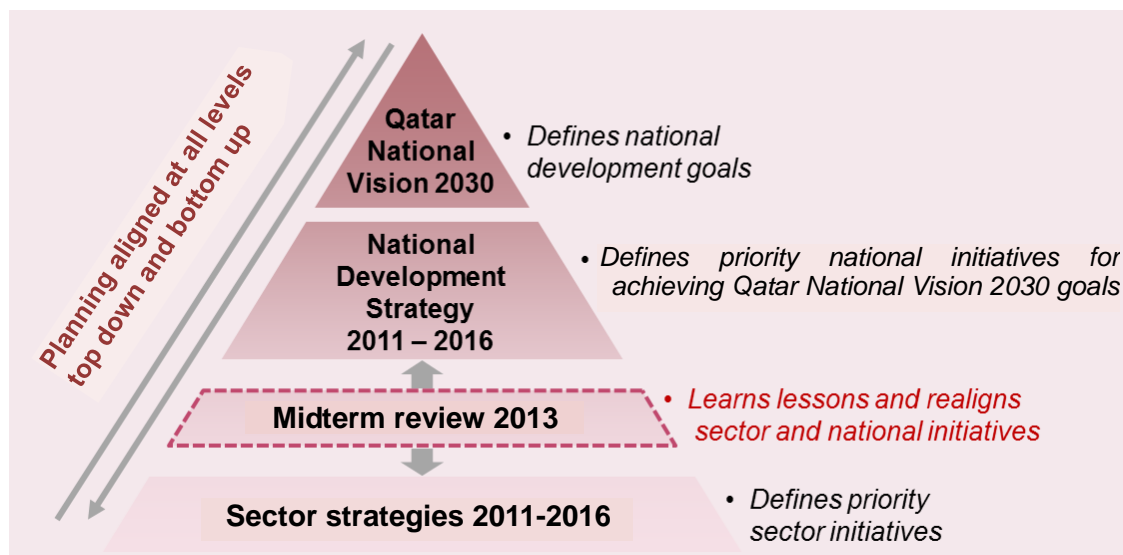 Planning aligned at all levels
top down and bottom up
Qatar
National
Vision 2030
• Defines national
development goals
National
Development
Strategy
2011 – 2016
• Defines priority national initiatives for
achieving Qatar National Vision 2030 goals
Midterm review 2013
• Learns lessons and realigns
sector and national initiatives
Sector strategies 2011-2016
• Defines priority
sector initiatives